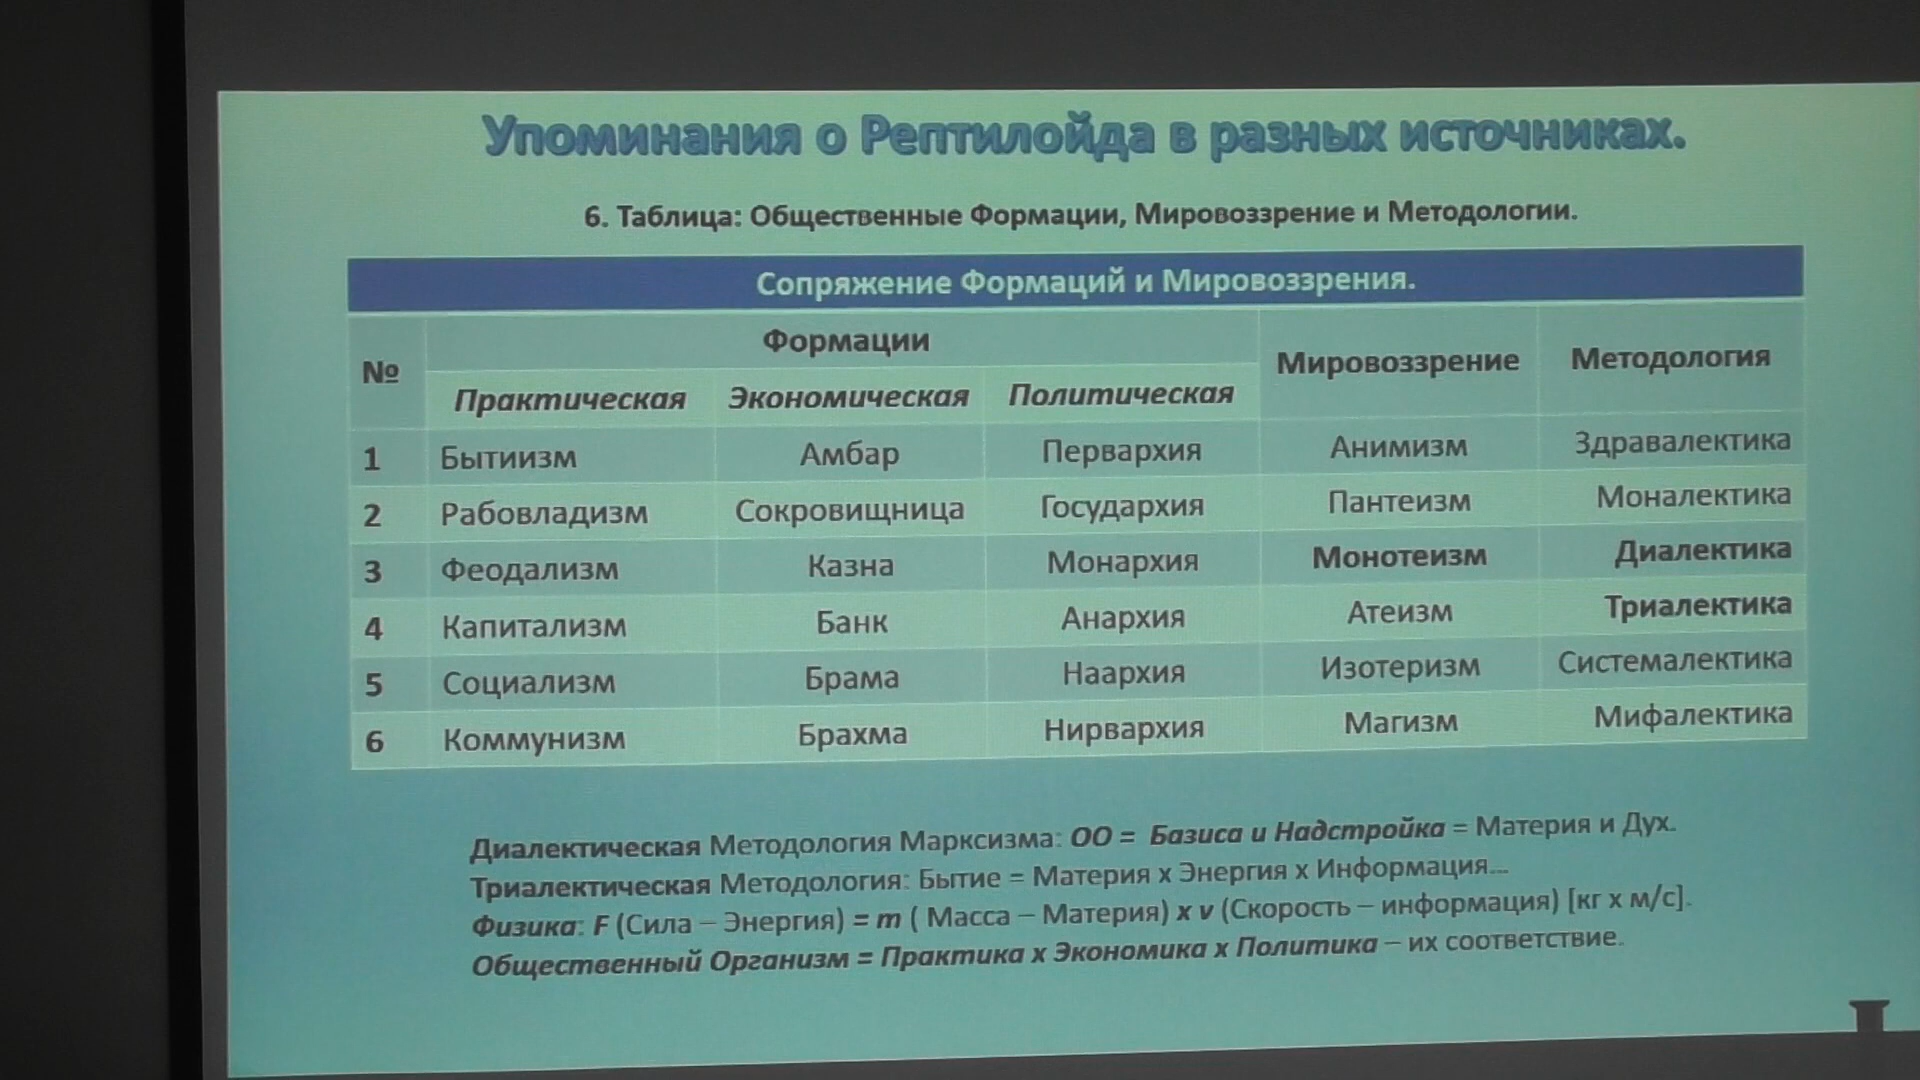 Упоминания о Рептилойда в разных источниках.
6. Таблица: Общественные Формации, Мировоззрение и Методологии.
Сопряжение Формаций и Мировоззрения.
№ Формации Мировоззрение Методология
Практическая Экономическая Политическая
1 Бытиизм Амбар Первархия Анимизм Здравалектика
2 Рабовладизм Сокровищница Государхия Пантеизм Моналектика
3 Феодализм Казна Монархия Монотеизм Диалектика
4 Капитализм Банк Анархия Атеизм Триалектика
5 Социализм Брама Наархия Изотеризм Системалектика
6 Коммунизм Брахма Нирвархия Магизм Мифалектика
Диалектическая Методология Марксизма: ОО = Базиса и Надстройка = Материя и Дух.
Триалектическая Методология: Бытие = Материя х Энергия х Информация...
Физика: F (Сила – Энергия) = m ( Масса – Материя) х v (Скорость – информация) [кг х м/с].
Общественный Организм = Практика х Экономика х Политика – их соответствие.